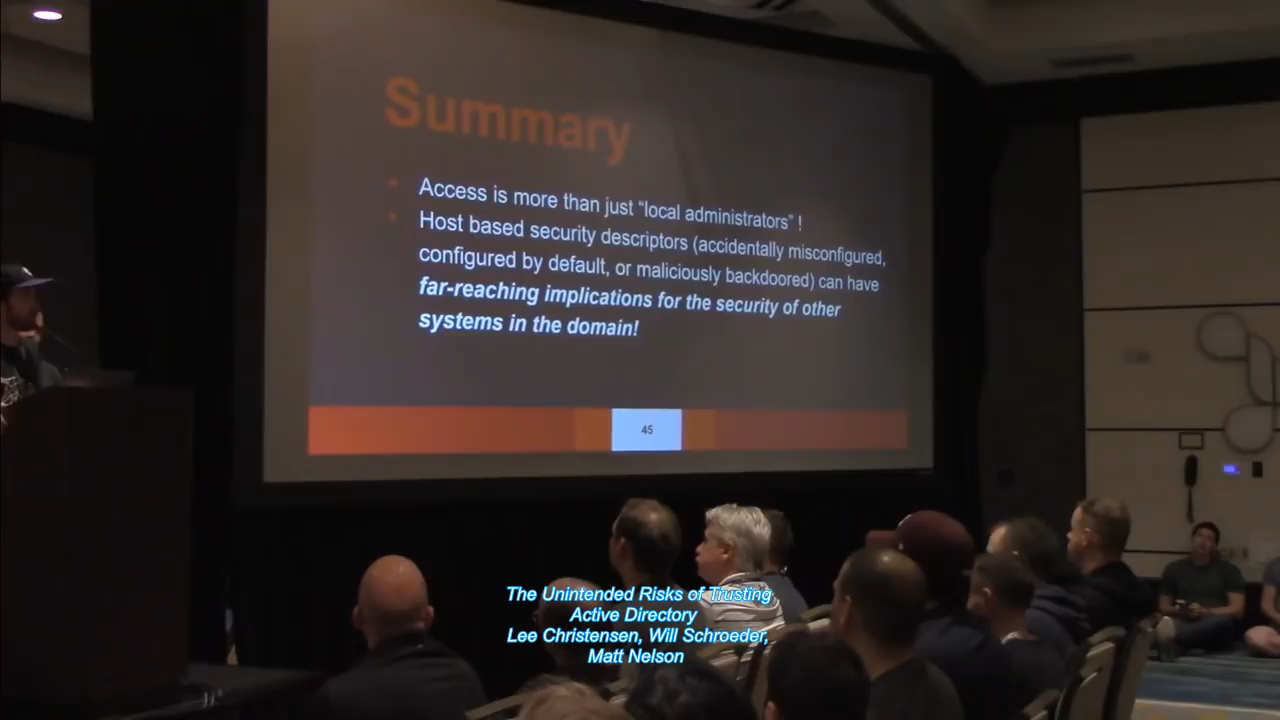 Summary
Access is more than just “local administrators” !
Host based security descriptors (accidentally misconfigured,
configured by default, or maliciously backdoored) can have
far-reaching implications for the security of other
systems in the domain!
45
The Unintended Risks of Trusting
Active Directory
Lee Christensen, Will Schroeder,
Matt Nelson